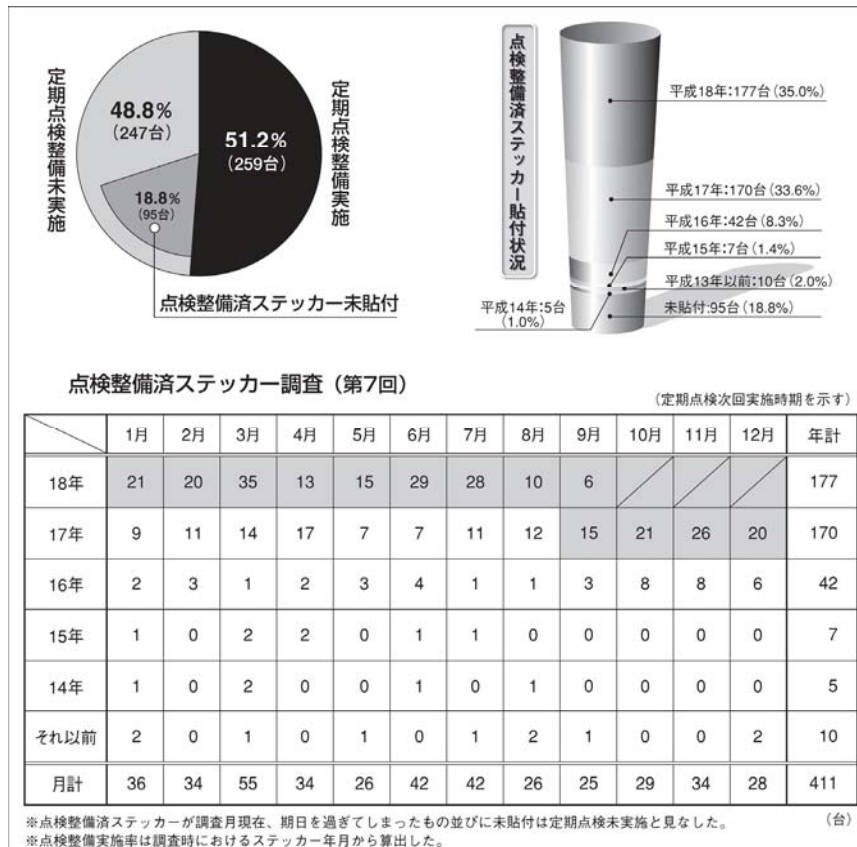 定期点検整備未実施
48.8%
(247台)
51.2%
(259台)
18.8%
(95台)
定期点検整備実施
点検整備済ステッカー未貼付
点検整備済ステッカー貼付状況
平成18年:177台(35.0%)
平成17年:170台(33.6%)
平成16年:42台(8.3%)
平成15年:7台(1.4%)
平成13年以前:10台(2.0%)
平成14年:5台
(1.0%)
未貼付:95台(18.8%)
点検整備済ステッカー調査(第7回)
(定期点検次回実施時期を示す)
1月 2月 3月 4月 5月 6月 7月 8月 9月 10月 11月 12月 年計
18年 21 20 35 13 15 29 28 10 6 177
17年 9 11 14 17 7 7 11 12 15 21 26 20 170
16年 2 3 1 2 3 4 1 1 3 8 8 6 42
15年 1 0 2 2 0 1 1 0 0 0 0 0 7
14年 1 0 2 0 0 1 0 1 0 0 0 0 5
それ以前 2 0 1 0 1 0 1 2 1 0 0 2 10
月計 36 34 55 34 26 42 42 26 25 29 34 28 411
※点検整備済ステッカーが調査月現在、期日を過ぎてしまったもの並びに未貼付は定期点検未実施と見なした。 (台)
※点検整備実施率は調査時におけるステッカー年月から算出した。